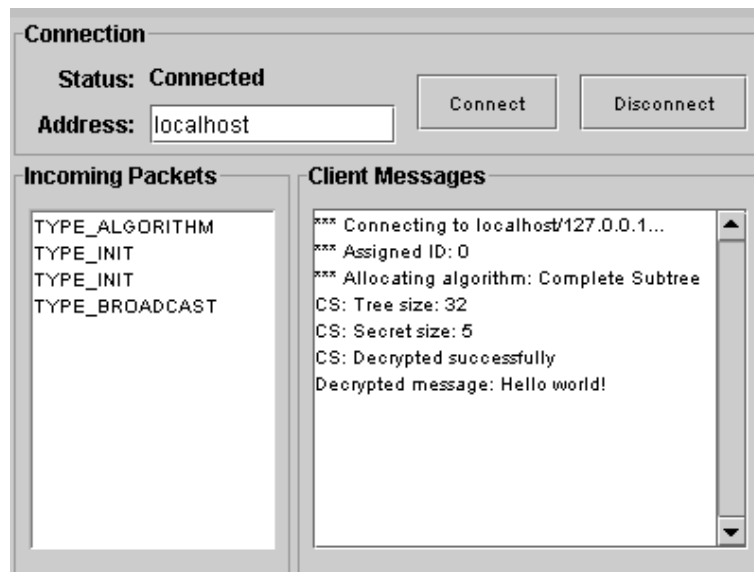 Connection
Status: Connected
Connect
Disconnect
Address: localhost
Incoming Packets
TYPE_ALGORITHM
TYPE_INIT
TYPE_INIT
TYPE_BROADCAST
Client Messages
*** Connecting to localhost/127.0.0.1...
*** Assigned ID: 0
*** Allocating algorithm: Complete Subtree
CS: Tree size: 32
CS: Secret size: 5
CS: Decrypted successfully
Decrypted message: Hello world!